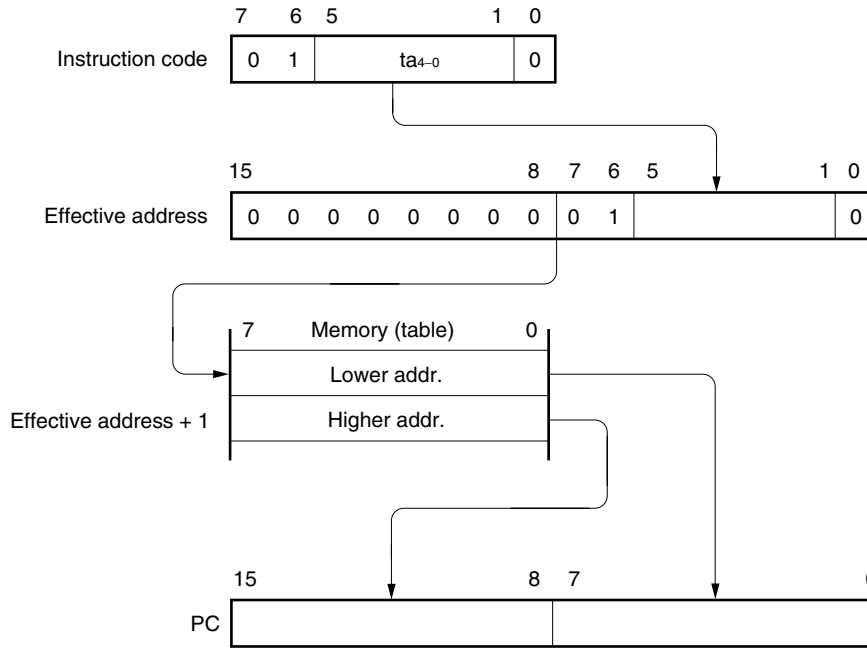 7 6 5 1 0
Instruction code 0 1 ta4–0 0
15 8 7 6 5 1 0
Effective address 0 0 0 0 0 0 0 0 0 1 0
7 Memory (table) 0
Lower addr.
Effective address + 1 Higher addr.
15 8 7
PC